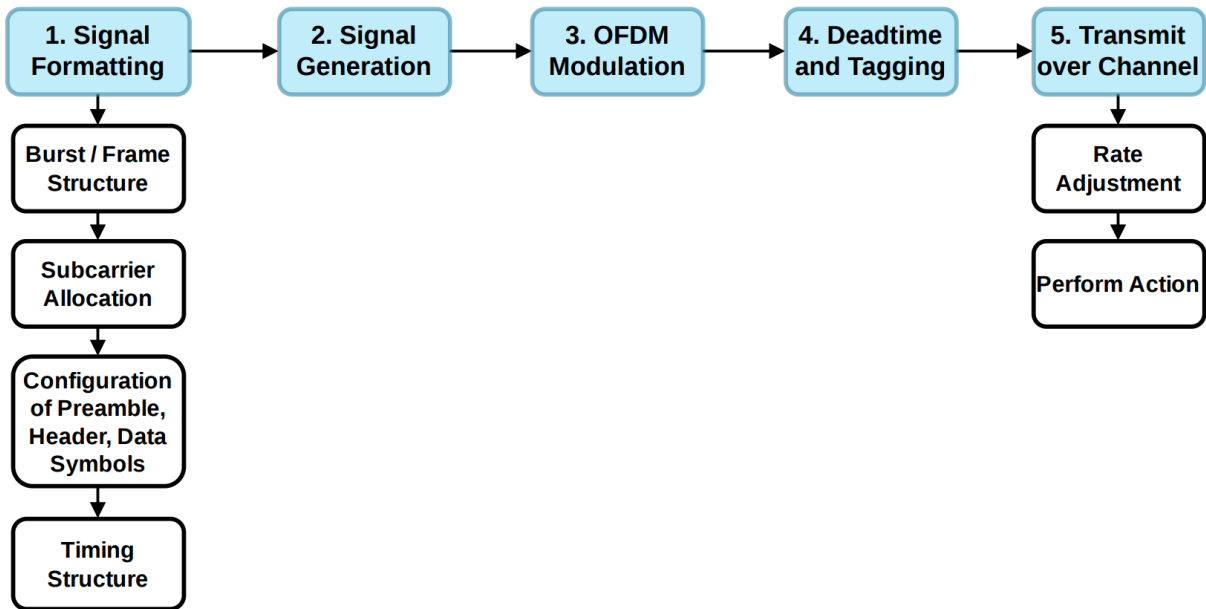 1. Signal
Formatting
2. Signal
Generation
3. OFDM
Modulation
4. Deadtime
and Tagging
5. Transmit
over Channel
Burst / Frame
Structure
Subcarrier
Allocation
Configuration
of Preamble,
Header, Data
Symbols
Timing
Structure
Rate
Adjustment
Perform Action